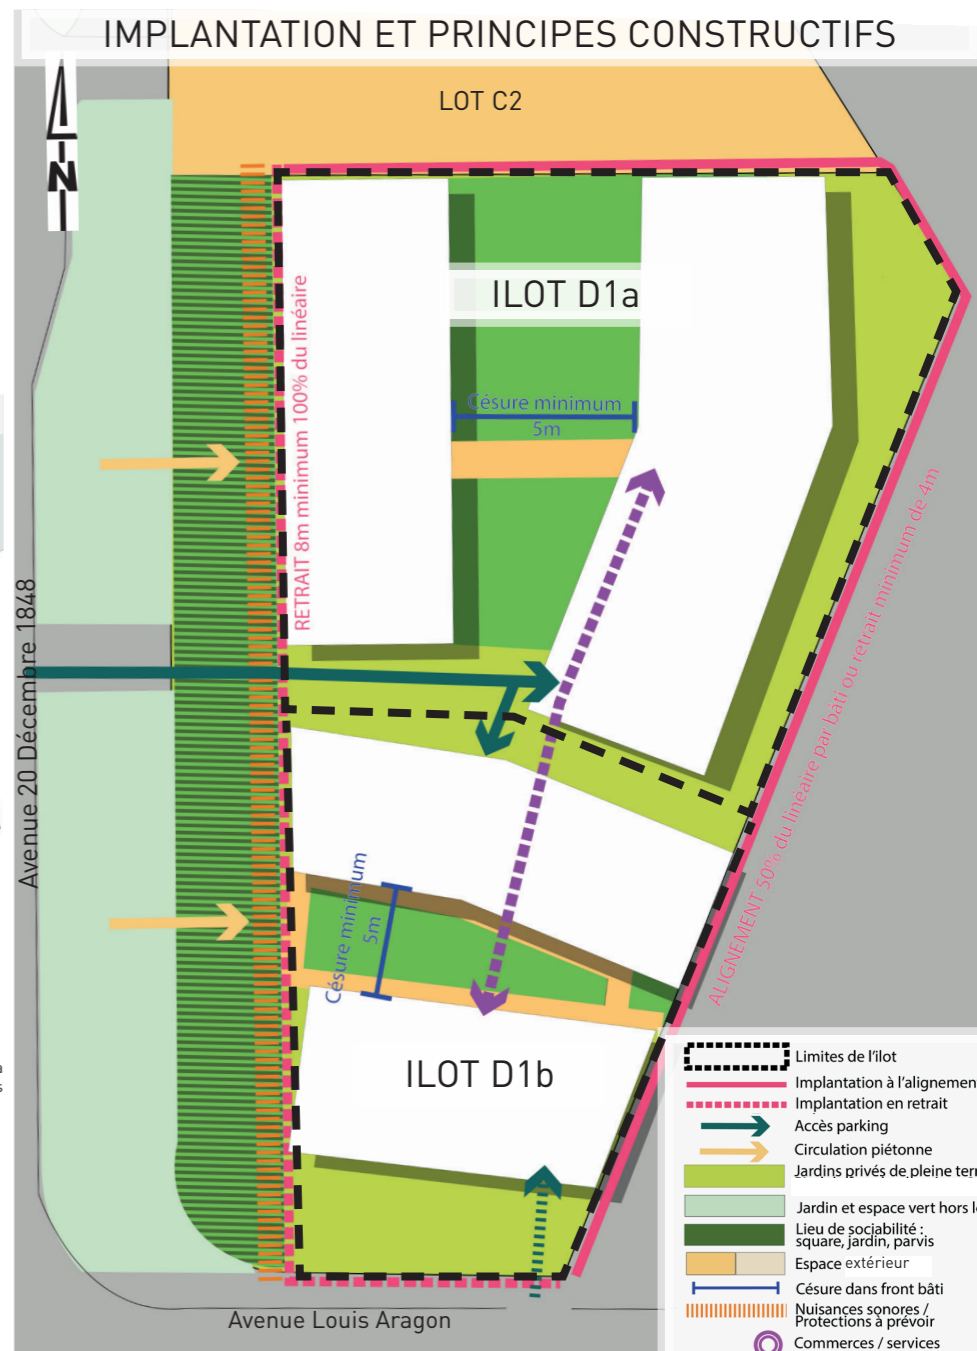 IMPLANTATION ET PRINCIPES CONSTRUCTIFS
LOT C2
N
ILOT D1a
RETRAIT 8m minimum 100% du linéaire
Césure minimum
5m
Avenue 20 Décembre 1848
ALIGNEMENT 50% du linéaire par bâti ou retrait minimum de 4m
Césure minimum
5m
ILOT D1b
Avenue Louis Aragon
Limites de l'îlot
Implantation à l'alignemen
Implantation en retrait
Accès parking
Circulation piétonne
Jardins privés de pleine terr
Jardin et espace vert hors l
Lieu de sociabilité :
square, jardin, parvis
Espace extérieur
Césure dans front bâti
Nuisances sonores /
Protections à prévoir
Commerces / services